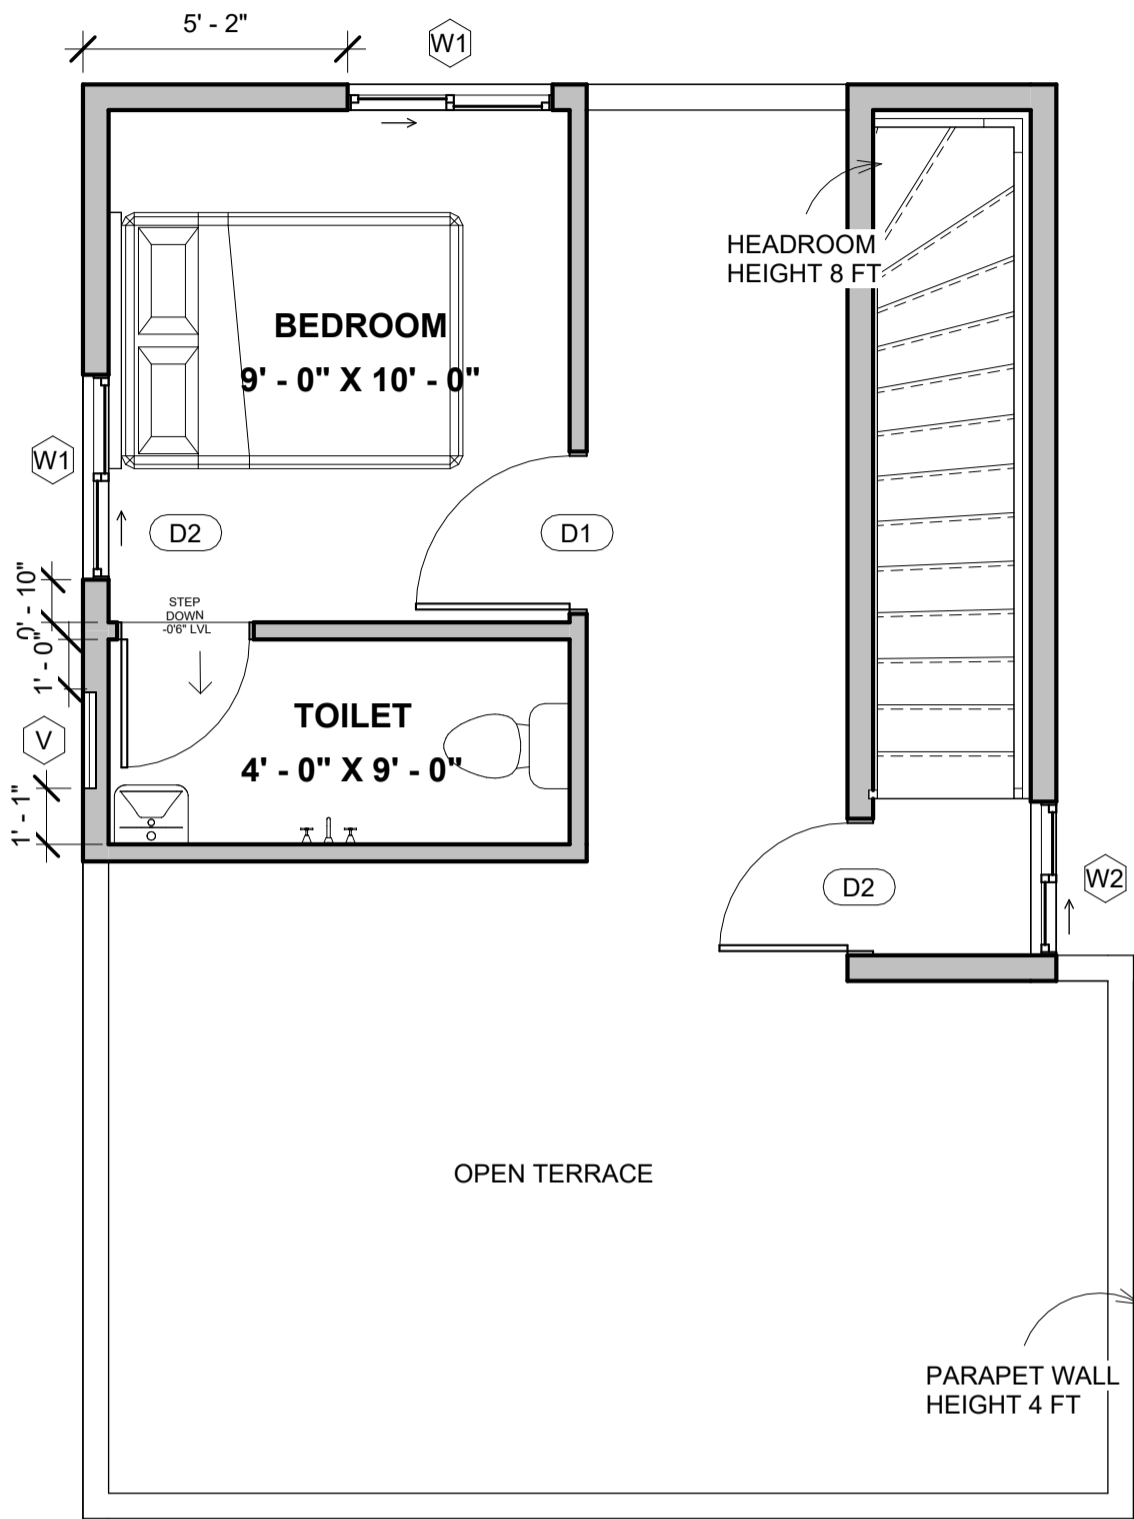 5' - 2"
W1
HEADROOM
HEIGHT 8 FT
BEDROOM
9' - 0" X 10' - 0"
W1
D2
D1
0' - 10"
STEP
DOWN
-0'6" LVL
1' - 0"
TOILET
4' - 0" X 9' - 0"
V
1' - 1"
D2
W2
OPEN TERRACE
PARAPET WALL
HEIGHT 4 FT